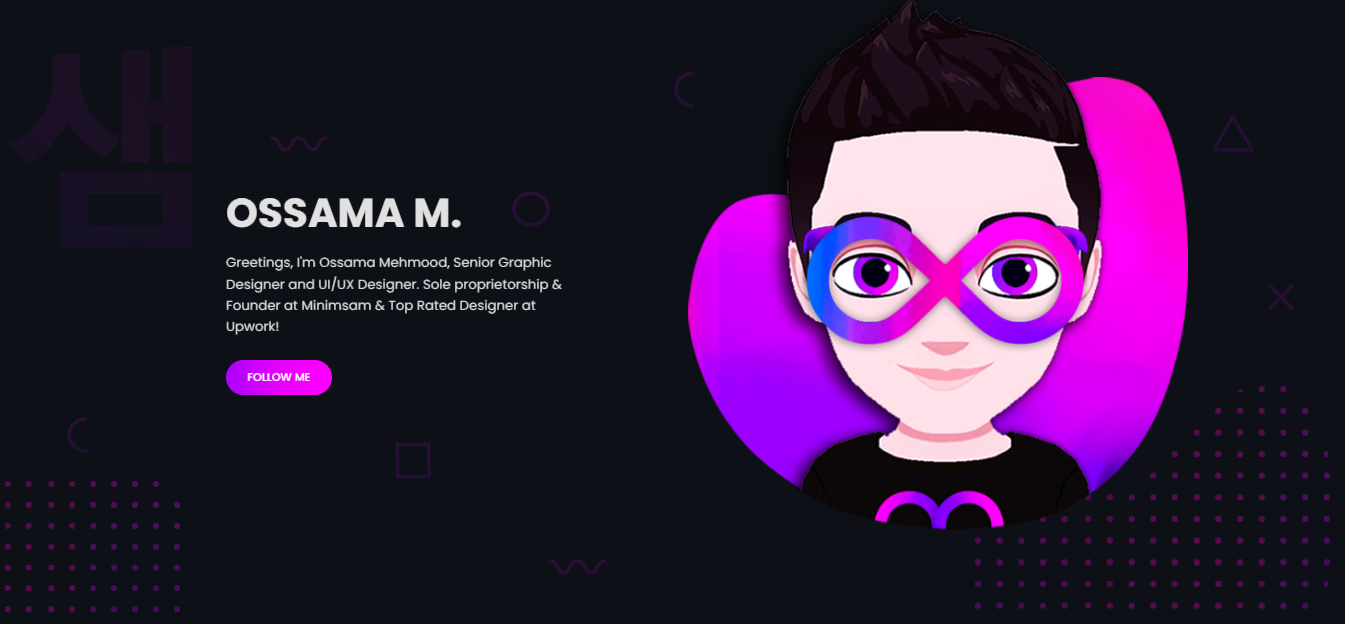 샘
OSSAMA M.
Greetings, I'm Ossama Mehmood, Senior Graphic
Designer and UI/UX Designer. Sole proprietorship &
Founder at Minimsam & Top Rated Designer at
Upwork!
FOLLOW ME